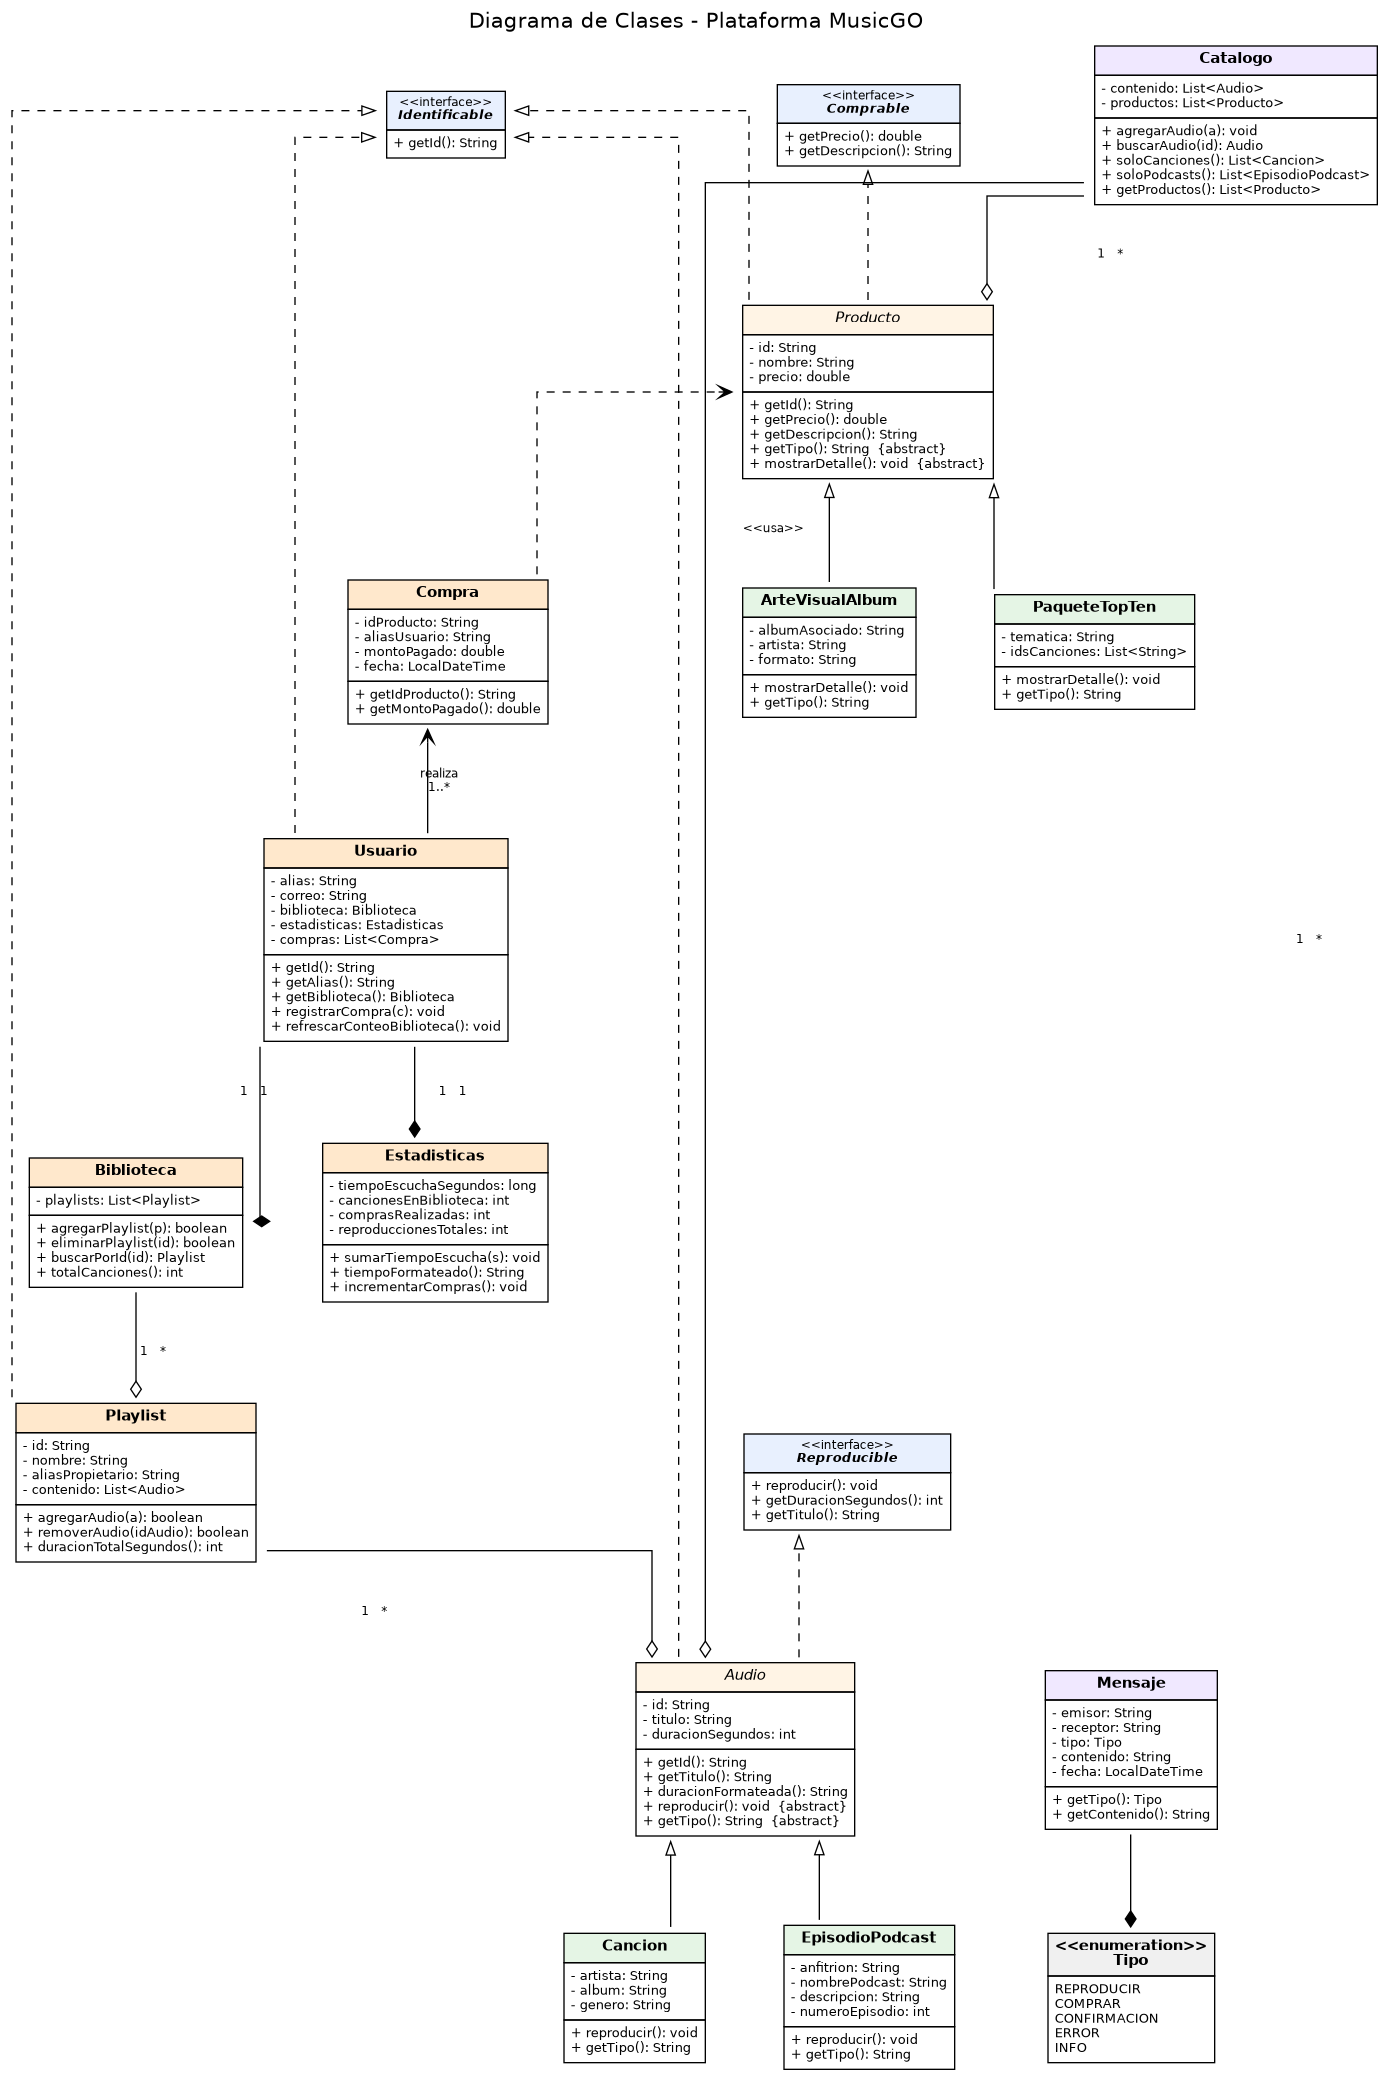 Diagrama de Clases - Plataforma MusicGO
Catalogo
- contenido: List<Audio>
- productos: List<Producto>
+ agregarAudio(a): void
+ buscarAudio(id): Audio
+ soloCanciones(): List<Cancion>
+ soloPodcasts(): List<EpisodioPodcast>
+ getProductos(): List<Producto>
<<interface>>
Identificable
+ getId(): String
<<interface>>
Comprable
+ getPrecio(): double
+ getDescripcion(): String
1 *
Producto
- id: String
- nombre: String
- precio: double
+ getId(): String
+ getPrecio(): double
+ getDescripcion(): String
+ getTipo(): String {abstract}
+ mostrarDetalle(): void {abstract}
<<usa>>
Compra
- idProducto: String
- aliasUsuario: String
- montoPagado: double
- fecha: LocalDateTime
+ getIdProducto(): String
+ getMontoPagado(): double
ArteVisualAlbum
- albumAsociado: String
- artista: String
- formato: String
+ mostrarDetalle(): void
+ getTipo(): String
PaqueteTopTen
- tematica: String
- idsCanciones: List<String>
+ mostrarDetalle(): void
+ getTipo(): String
realiza
1..*
Usuario
- alias: String
- correo: String
- biblioteca: Biblioteca
- estadisticas: Estadisticas
- compras: List<Compra>
+ getId(): String
+ getAlias(): String
+ getBiblioteca(): Biblioteca
+ registrarCompra(c): void
+ refrescarConteoBiblioteca(): void
1 *
1 1
1 1
Biblioteca
- playlists: List<Playlist>
+ agregarPlaylist(p): boolean
+ eliminarPlaylist(id): boolean
+ buscarPorId(id): Playlist
+ totalCanciones(): int
Estadisticas
- tiempoEscuchaSegundos: long
- cancionesEnBiblioteca: int
- comprasRealizadas: int
- reproduccionesTotales: int
+ sumarTiempoEscucha(s): void
+ tiempoFormateado(): String
+ incrementarCompras(): void
1 *
Playlist
- id: String
- nombre: String
- aliasPropietario: String
- contenido: List<Audio>
+ agregarAudio(a): boolean
+ removerAudio(idAudio): boolean
+ duracionTotalSegundos(): int
<<interface>>
Reproducible
+ reproducir(): void
+ getDuracionSegundos(): int
+ getTitulo(): String
1 *
Audio
- id: String
- titulo: String
- duracionSegundos: int
+ getId(): String
+ getTitulo(): String
+ duracionFormateada(): String
+ reproducir(): void {abstract}
+ getTipo(): String {abstract}
Mensaje
- emisor: String
- receptor: String
- tipo: Tipo
- contenido: String
- fecha: LocalDateTime
+ getTipo(): Tipo
+ getContenido(): String
Cancion
- artista: String
- album: String
- genero: String
+ reproducir(): void
+ getTipo(): String
EpisodioPodcast
- anfitrion: String
- nombrePodcast: String
- descripcion: String
- numeroEpisodio: int
+ reproducir(): void
+ getTipo(): String
<<enumeration>>
Tipo
REPRODUCIR
COMPRAR
CONFIRMACION
ERROR
INFO